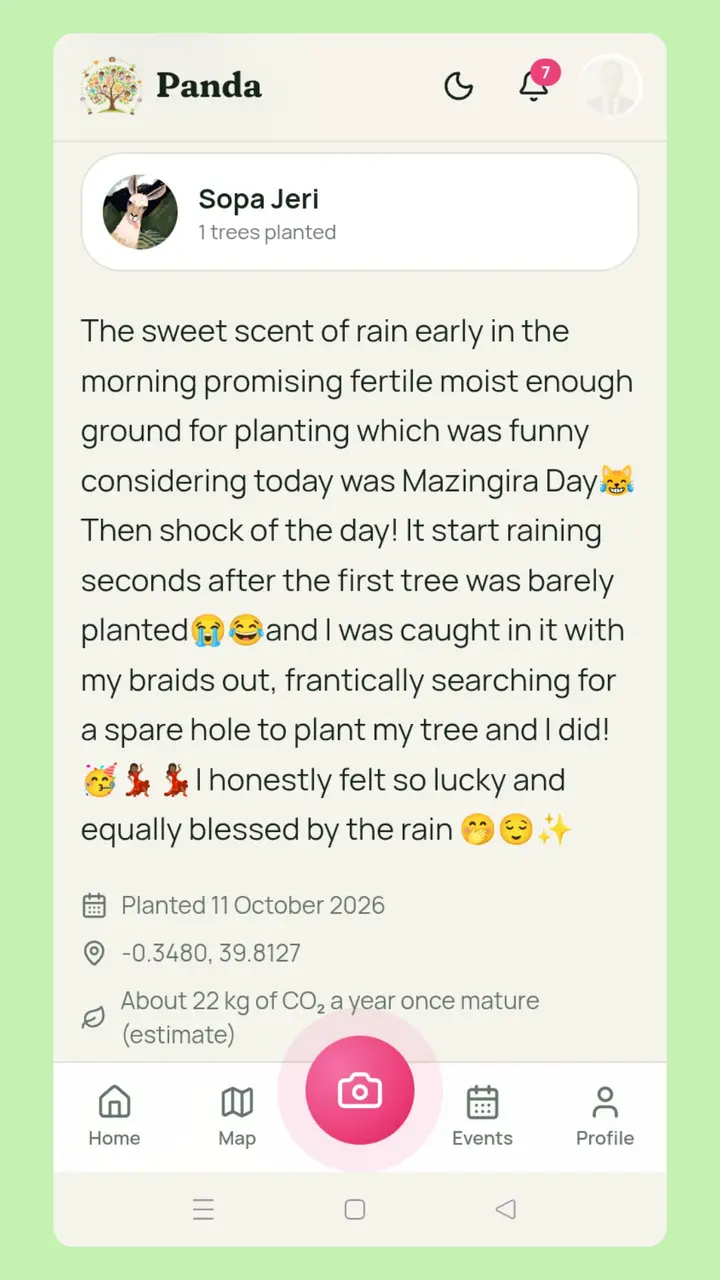 Panda
7
Sopa Jeri
1 trees planted
The sweet scent of rain early in the
morning promising fertile moist enough
ground for planting which was funny
considering today was Mazingira Day😹
Then shock of the day! It start raining
seconds after the first tree was barely
planted😭😂and I was caught in it with
my braids out, frantically searching for
a spare hole to plant my tree and I did!
🥳💃🏿💃🏿I honestly felt so lucky and
equally blessed by the rain 🤭😌✨
Planted 11 October 2026
-0.3480, 39.8127
About 22 kg of CO₂ a year once mature
(estimate)
Home
Map
Events
Profile